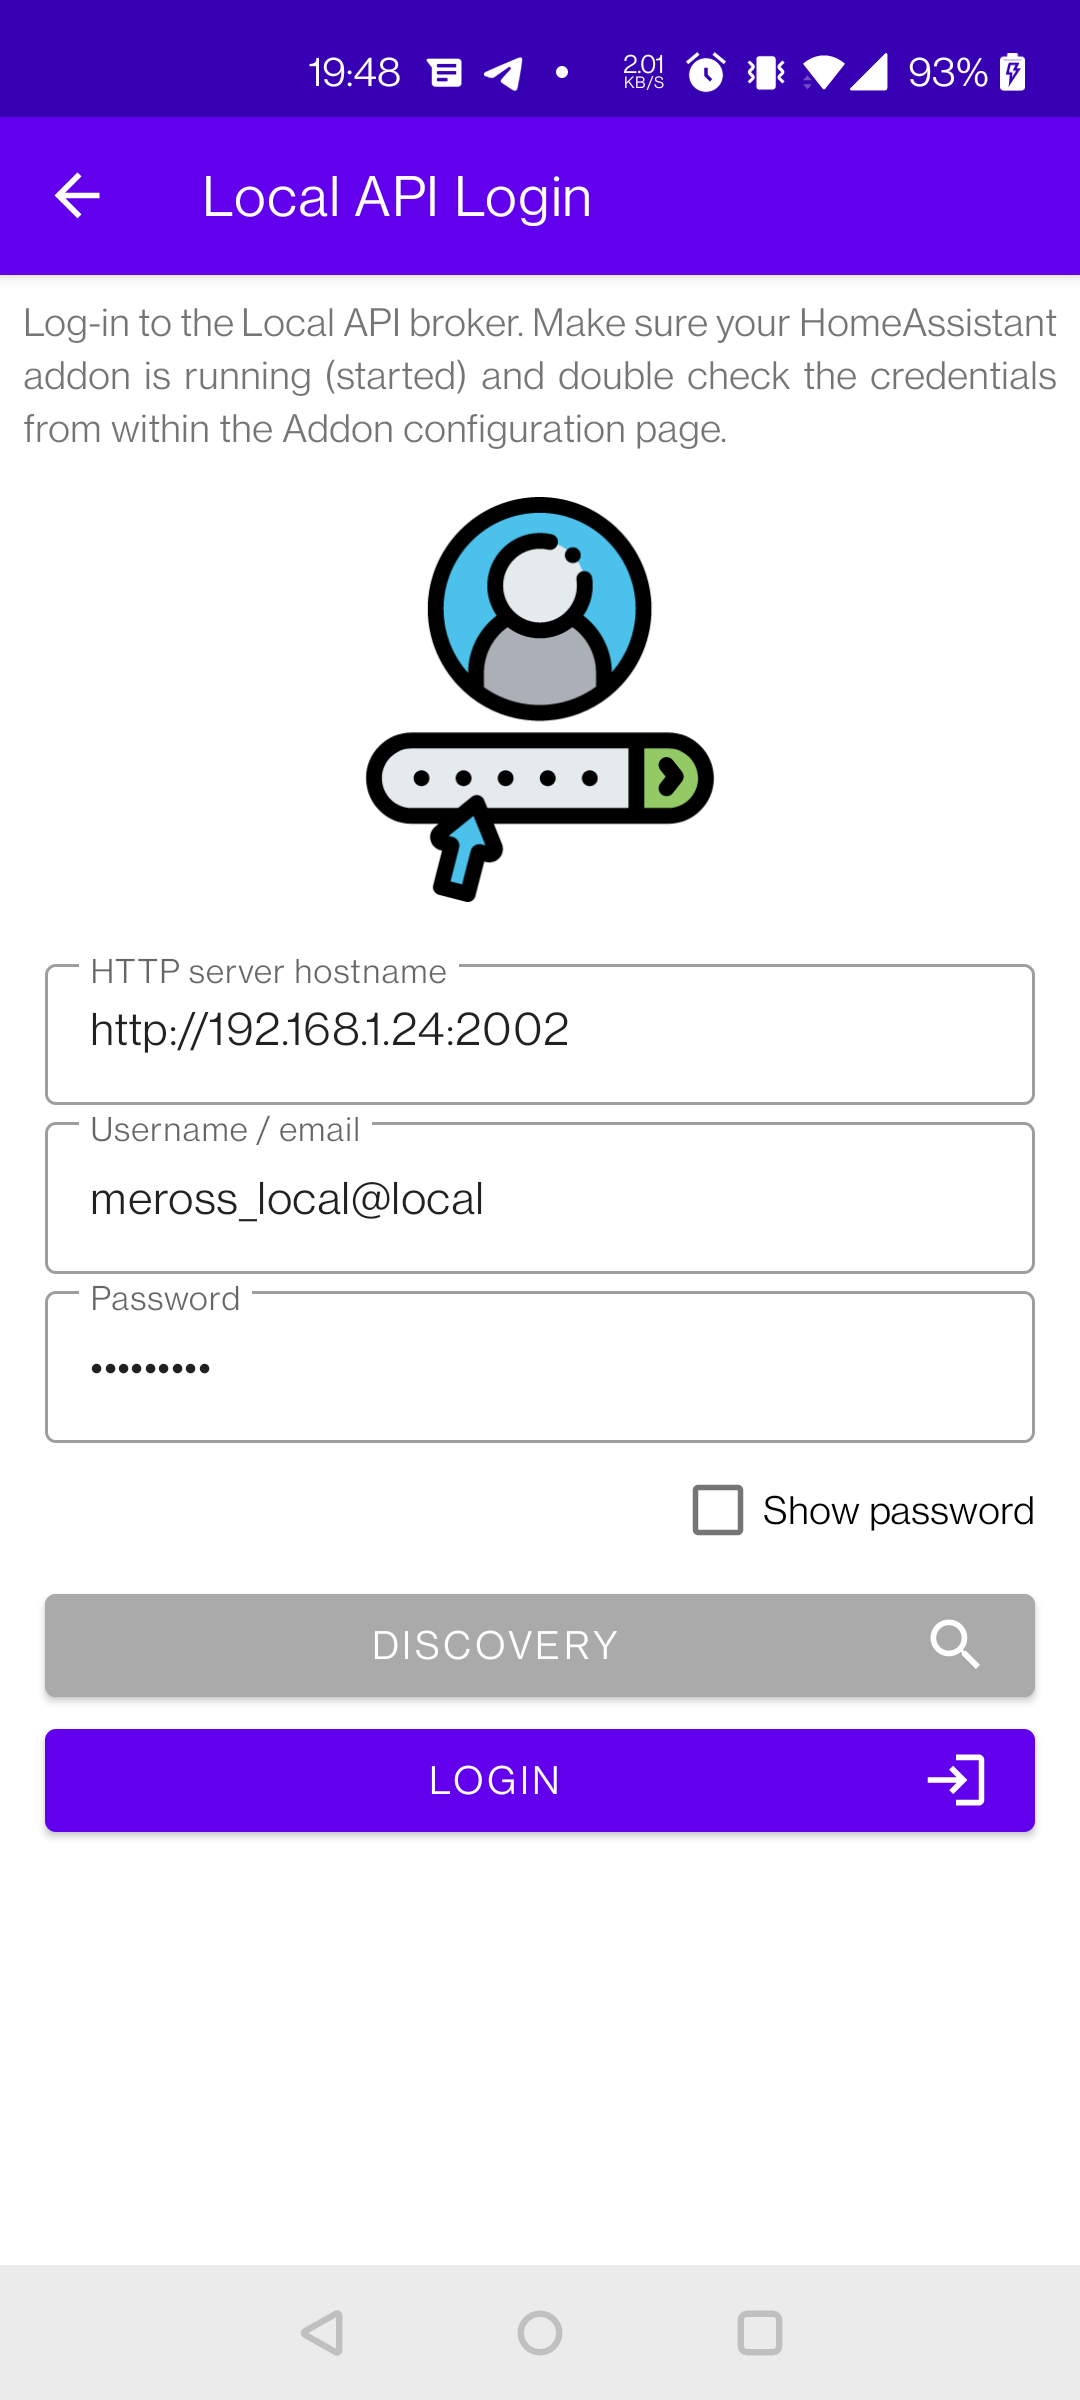 19:48 2.01 KB/S 93%
Local API Login
Log-in to the Local API broker. Make sure your HomeAssistant
addon is running (started) and double check the credentials
from within the Addon configuration page.
HTTP server hostname
http://192.168.1.24:2002
Username / email
meross_local@local
Password
•••••••••
Show password
DISCOVERY
LOGIN